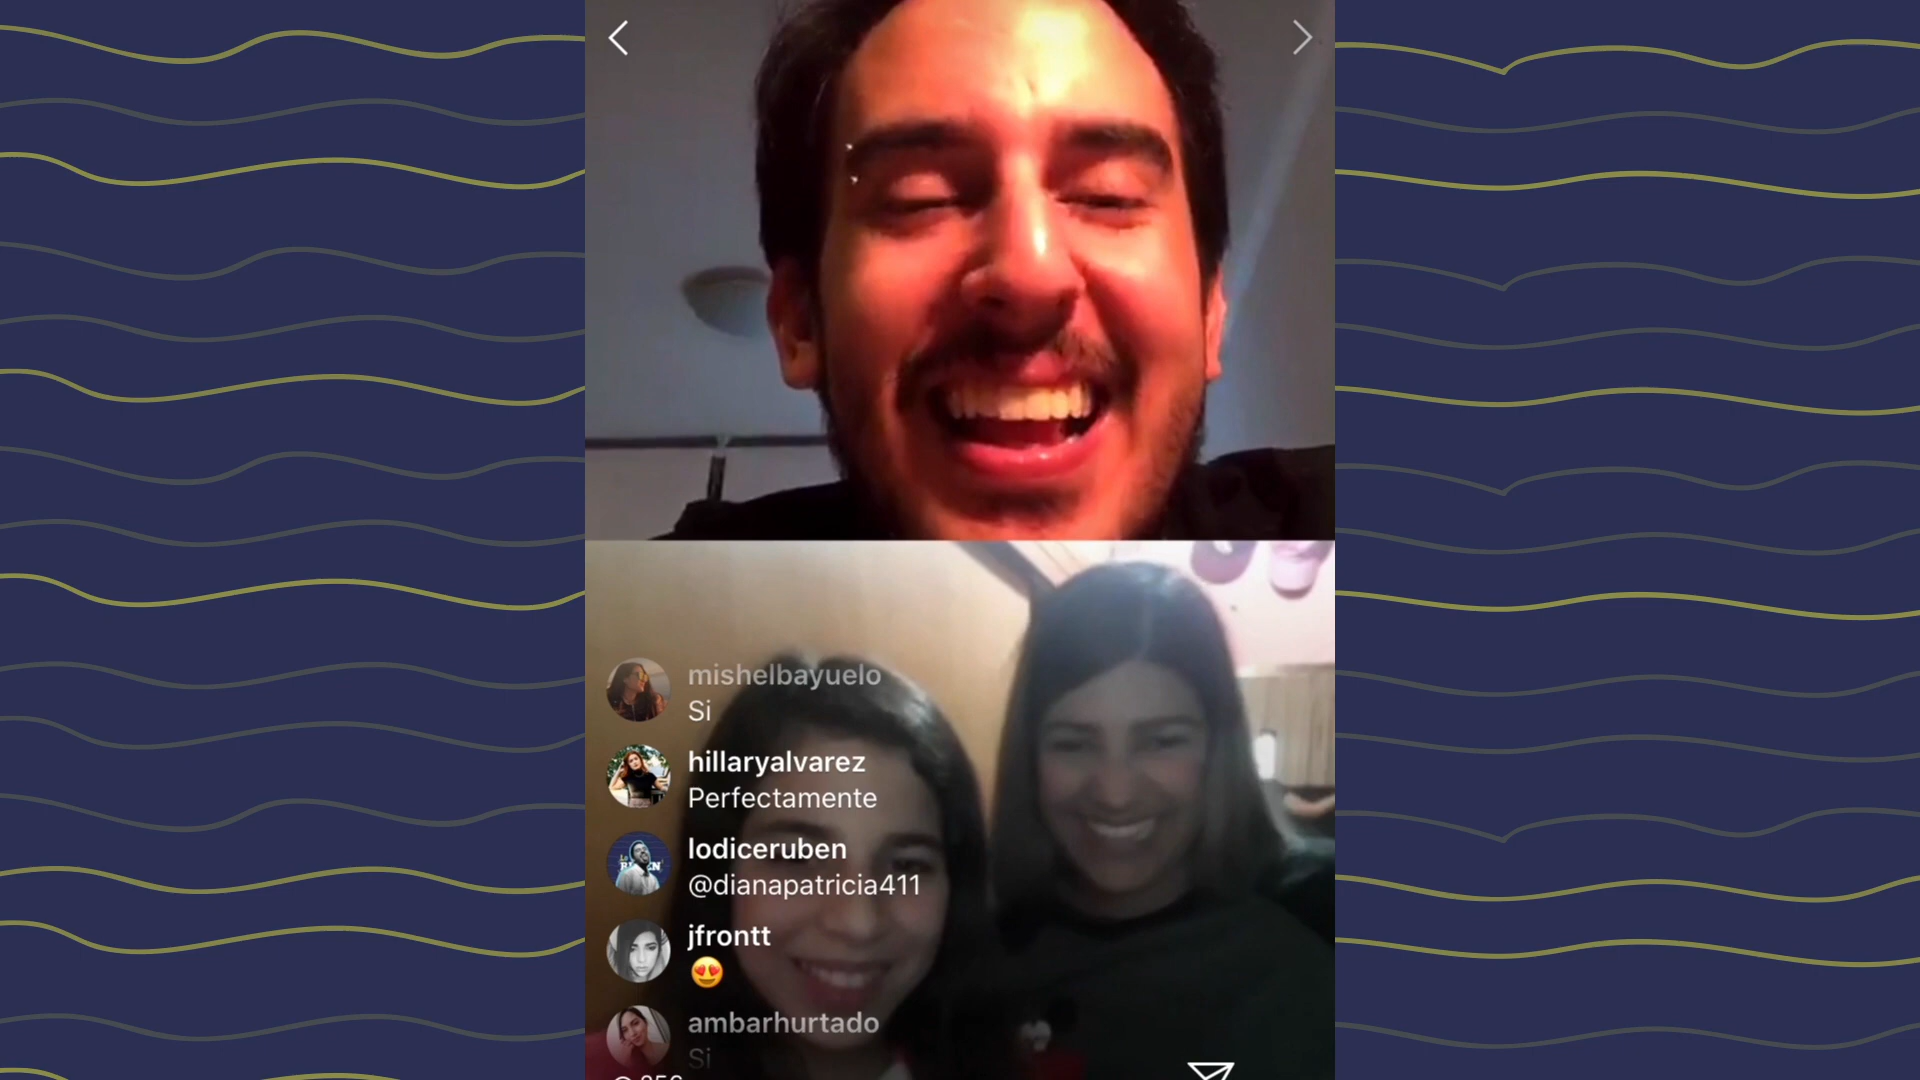 mishelbayuelo
Si
hillaryalvarez
Perfectamente
lodiceruben
@dianapatricia411
jfrontt
😍
ambarhurtado
Si